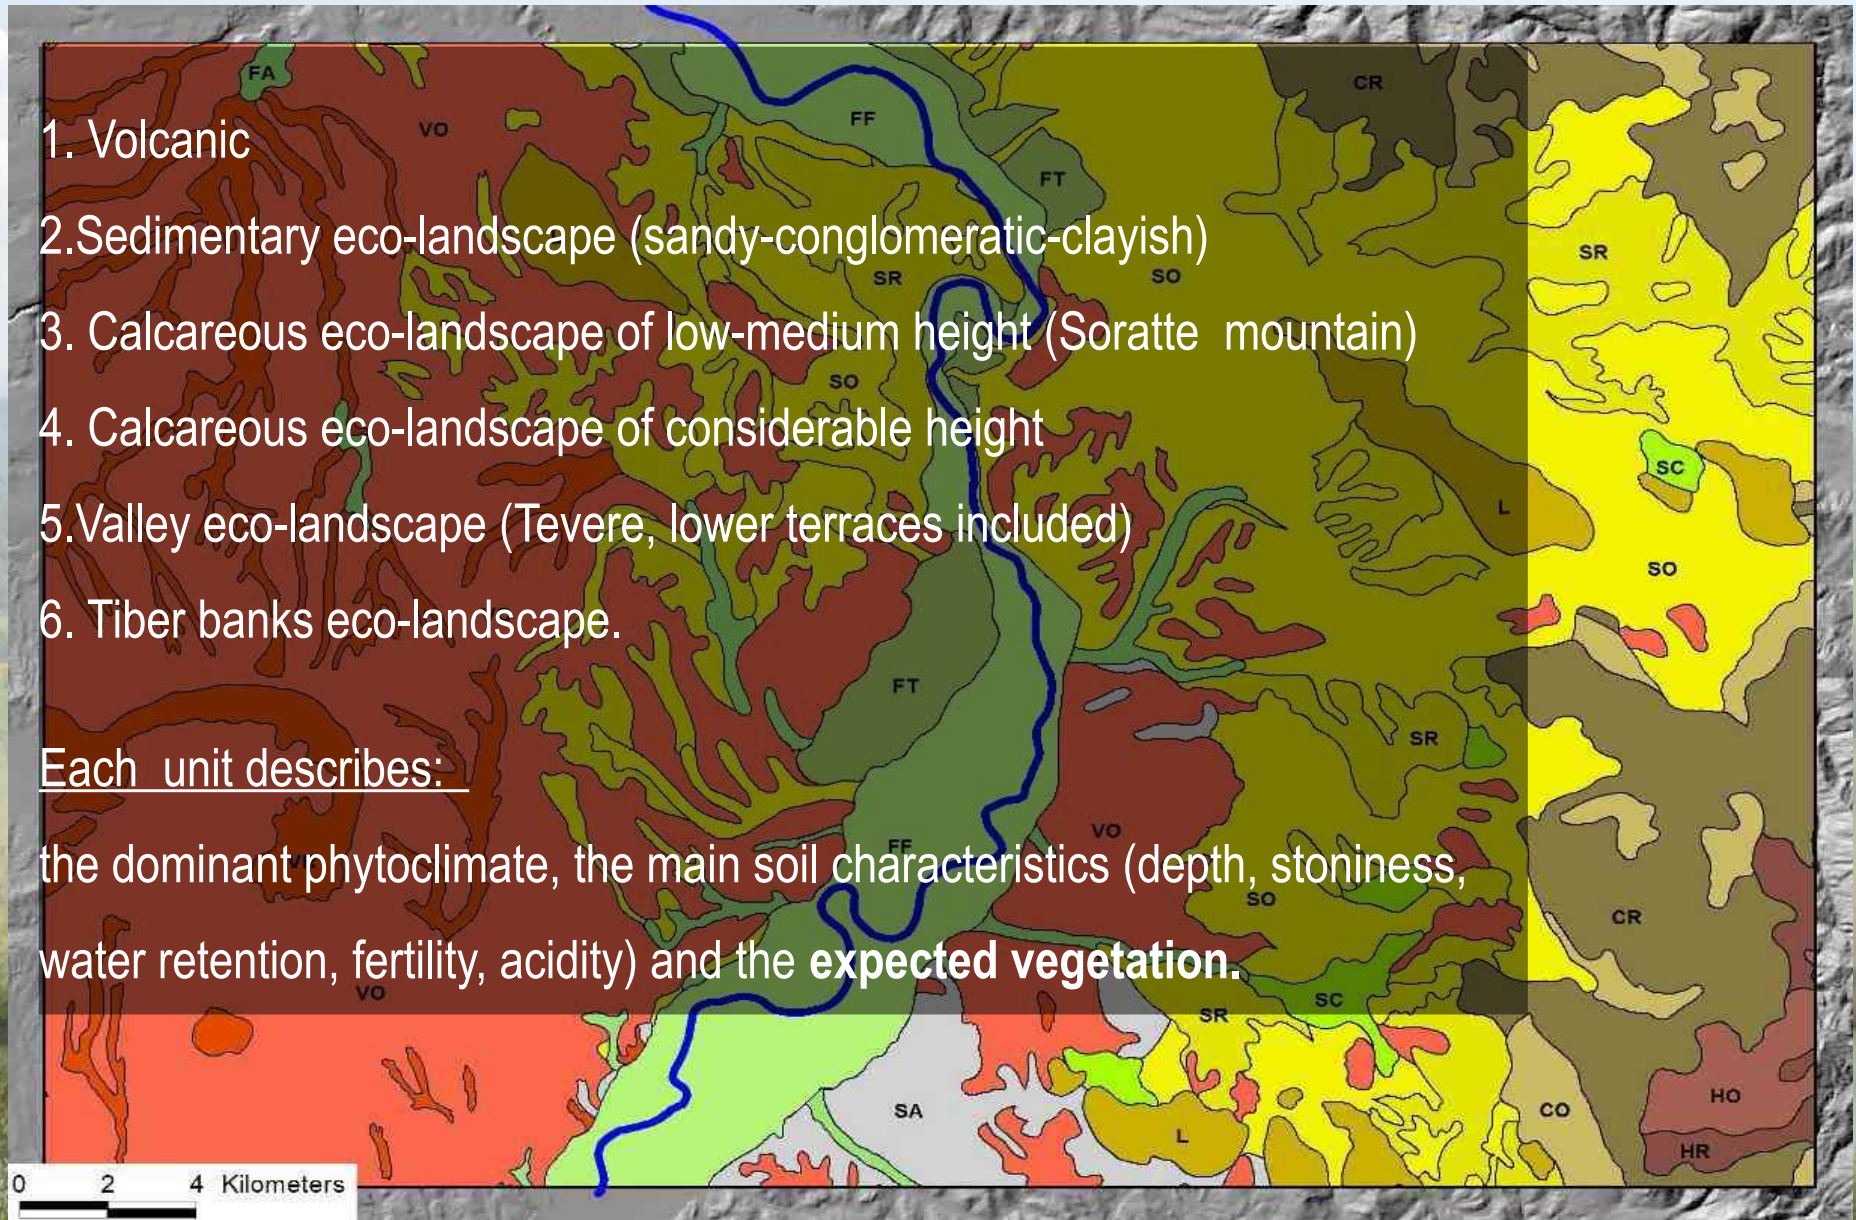 1. Volcanic
2.Sedimentary eco-landscape (sandy-conglomeratic-clayish)
3. Calcareous eco-landscape of low-medium height (Soratte mountain)
4. Calcareous eco-landscape of considerable height
5.Valley eco-landscape (Tevere, lower terraces included)
6. Tiber banks eco-landscape.
Each unit describes:
the dominant phytoclimate, the main soil characteristics (depth, stoniness,
water retention, fertility, acidity) and the expected vegetation.
FA
CR
VO
FF
FT
SR
SR
SO
SO
SC
L
SO
FT
SR
VO
FF
SO
CR
VO
SC
SR
SA
CO
HO
L
HR
0 2 4 Kilometers